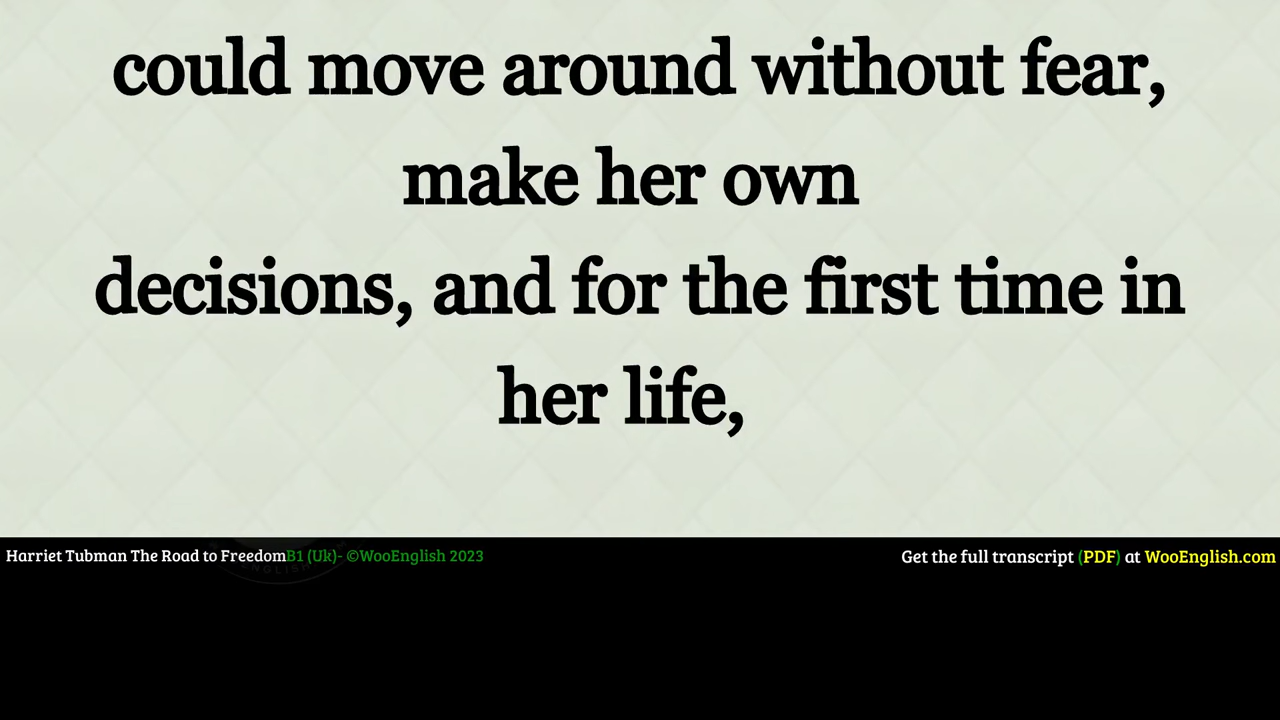 could move around without fear,
make her own
decisions, and for the first time in
her life,
Harriet Tubman The Road to FreedomB1 (Uk)- ©WooEnglish 2023
Get the full transcript (PDF) at WooEnglish.com
ENGLISH